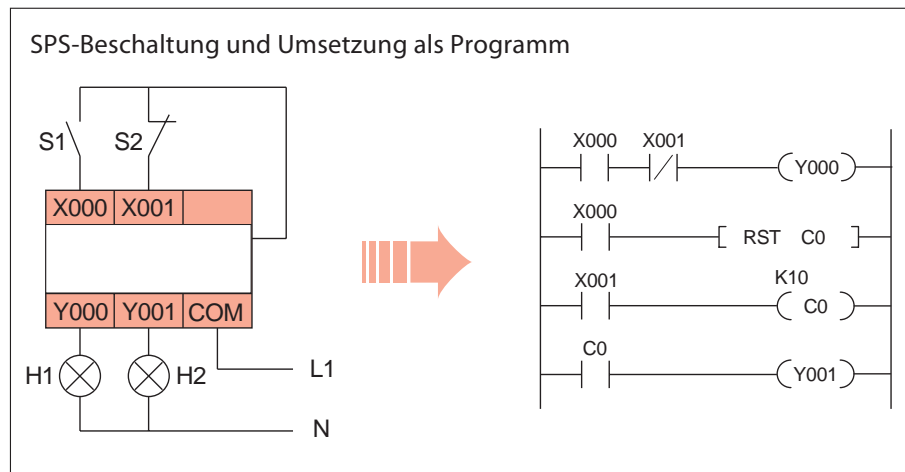 SPS-Beschaltung und Umsetzung als Programm
S1 S2
X000 X001
Y000 Y001 COM
H1 H2
L1
N
X000 X001
Y000
X000
RST C0
X001 K10
C0
C0
Y001